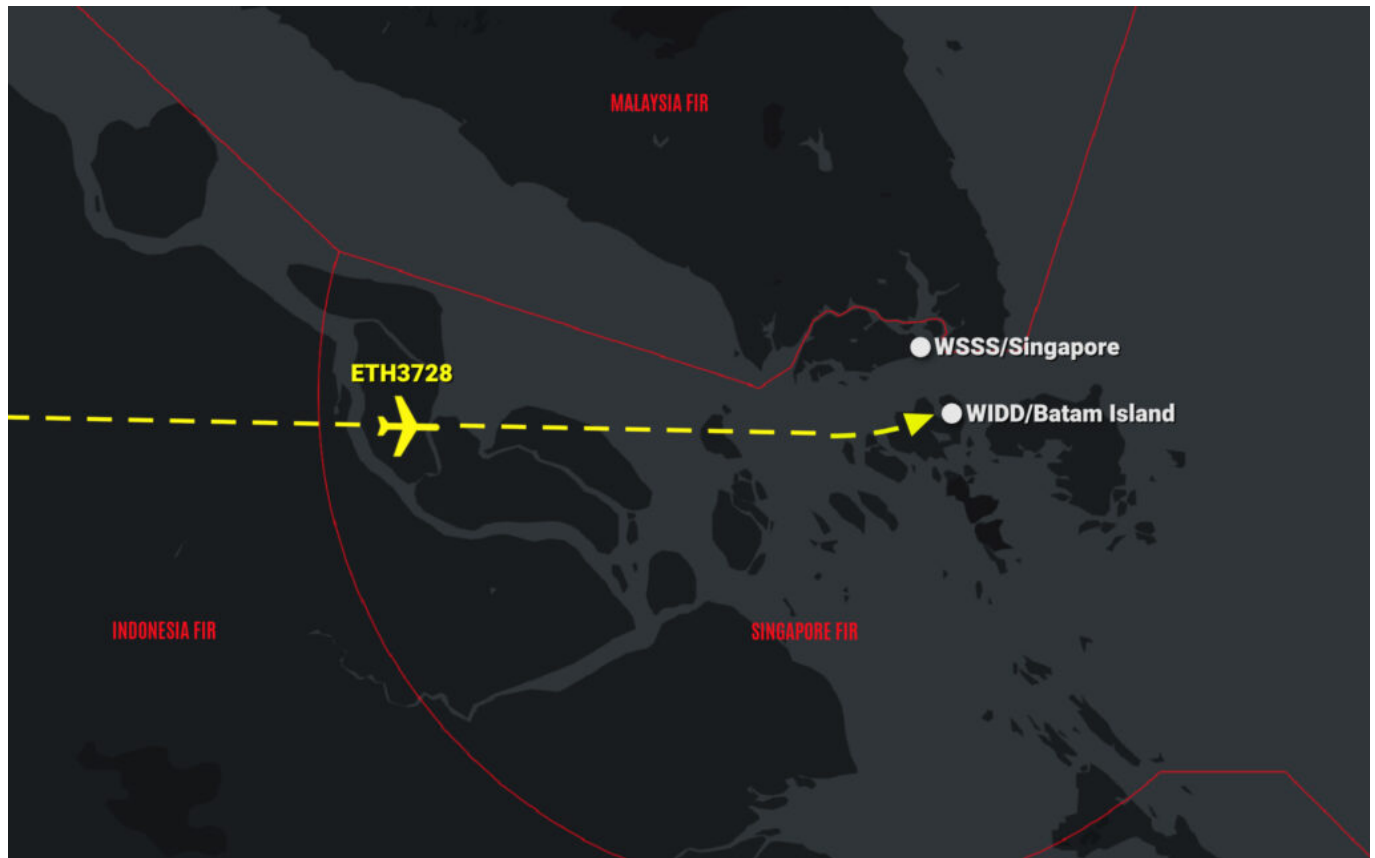 MALAYSIA FIR
WSSS/Singapore
ETH3728
WIDD/Batam Island
INDONESIA FIR
SINGAPORE FIR